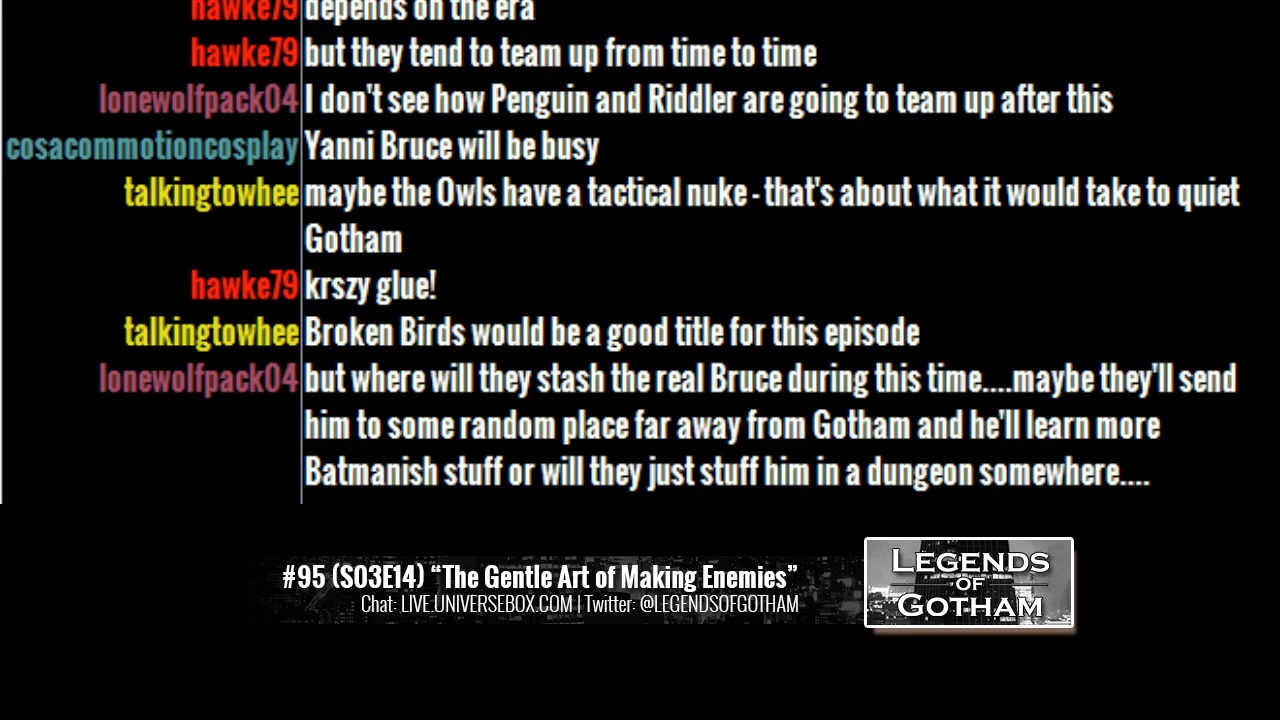 hawke79 depends on the era
hawke79 but they tend to team up from time to time
lonewolfpack04 I don't see how Penguin and Riddler are going to team up after this
cosacommotioncosplay Yanni Bruce will be busy
talkingtowhee maybe the Owls have a tactical nuke - that's about what it would take to quiet
Gotham
hawke79 krszy glue!
talkingtowhee Broken Birds would be a good title for this episode
lonewolfpack04 but where will they stash the real Bruce during this time....maybe they'll send
him to some random place far away from Gotham and he'll learn more
Batmanish stuff or will they just stuff him in a dungeon somewhere....
#95 (S03E14) “The Gentle Art of Making Enemies”
Chat: LIVE.UNIVERSEBOX.COM | Twitter: @LEGENDSOFGOTHAM
LEGENDS
OF
GOTHAM